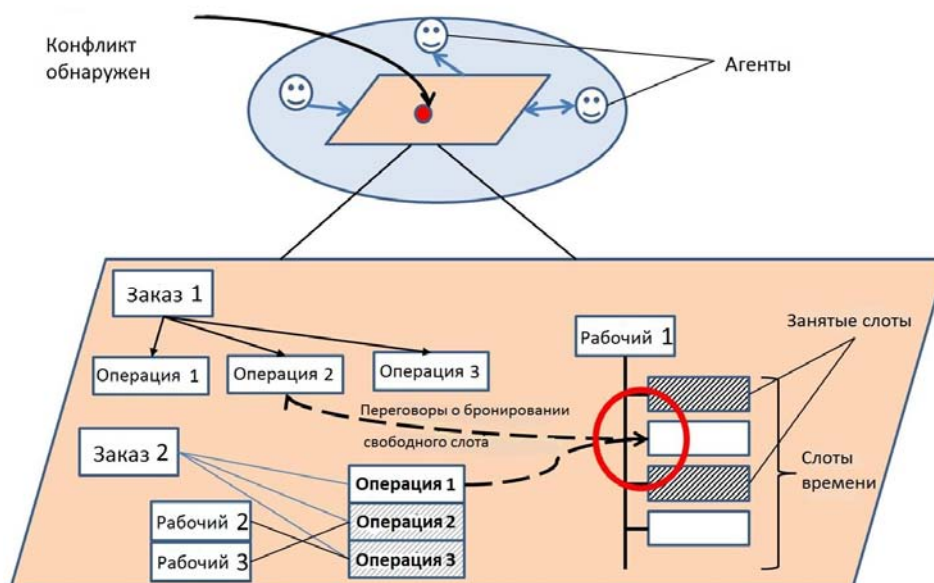 Конфликт
обнаружен
Агенты
Заказ 1
Занятые слоты
Рабочий 1
Операция 1
Операция 2
Операция 3
Переговоры о бронировании
свободного слота
Заказ 2
Слоты
времени
Операция 1
Рабочий 2
Операция 2
Рабочий 3
Операция 3